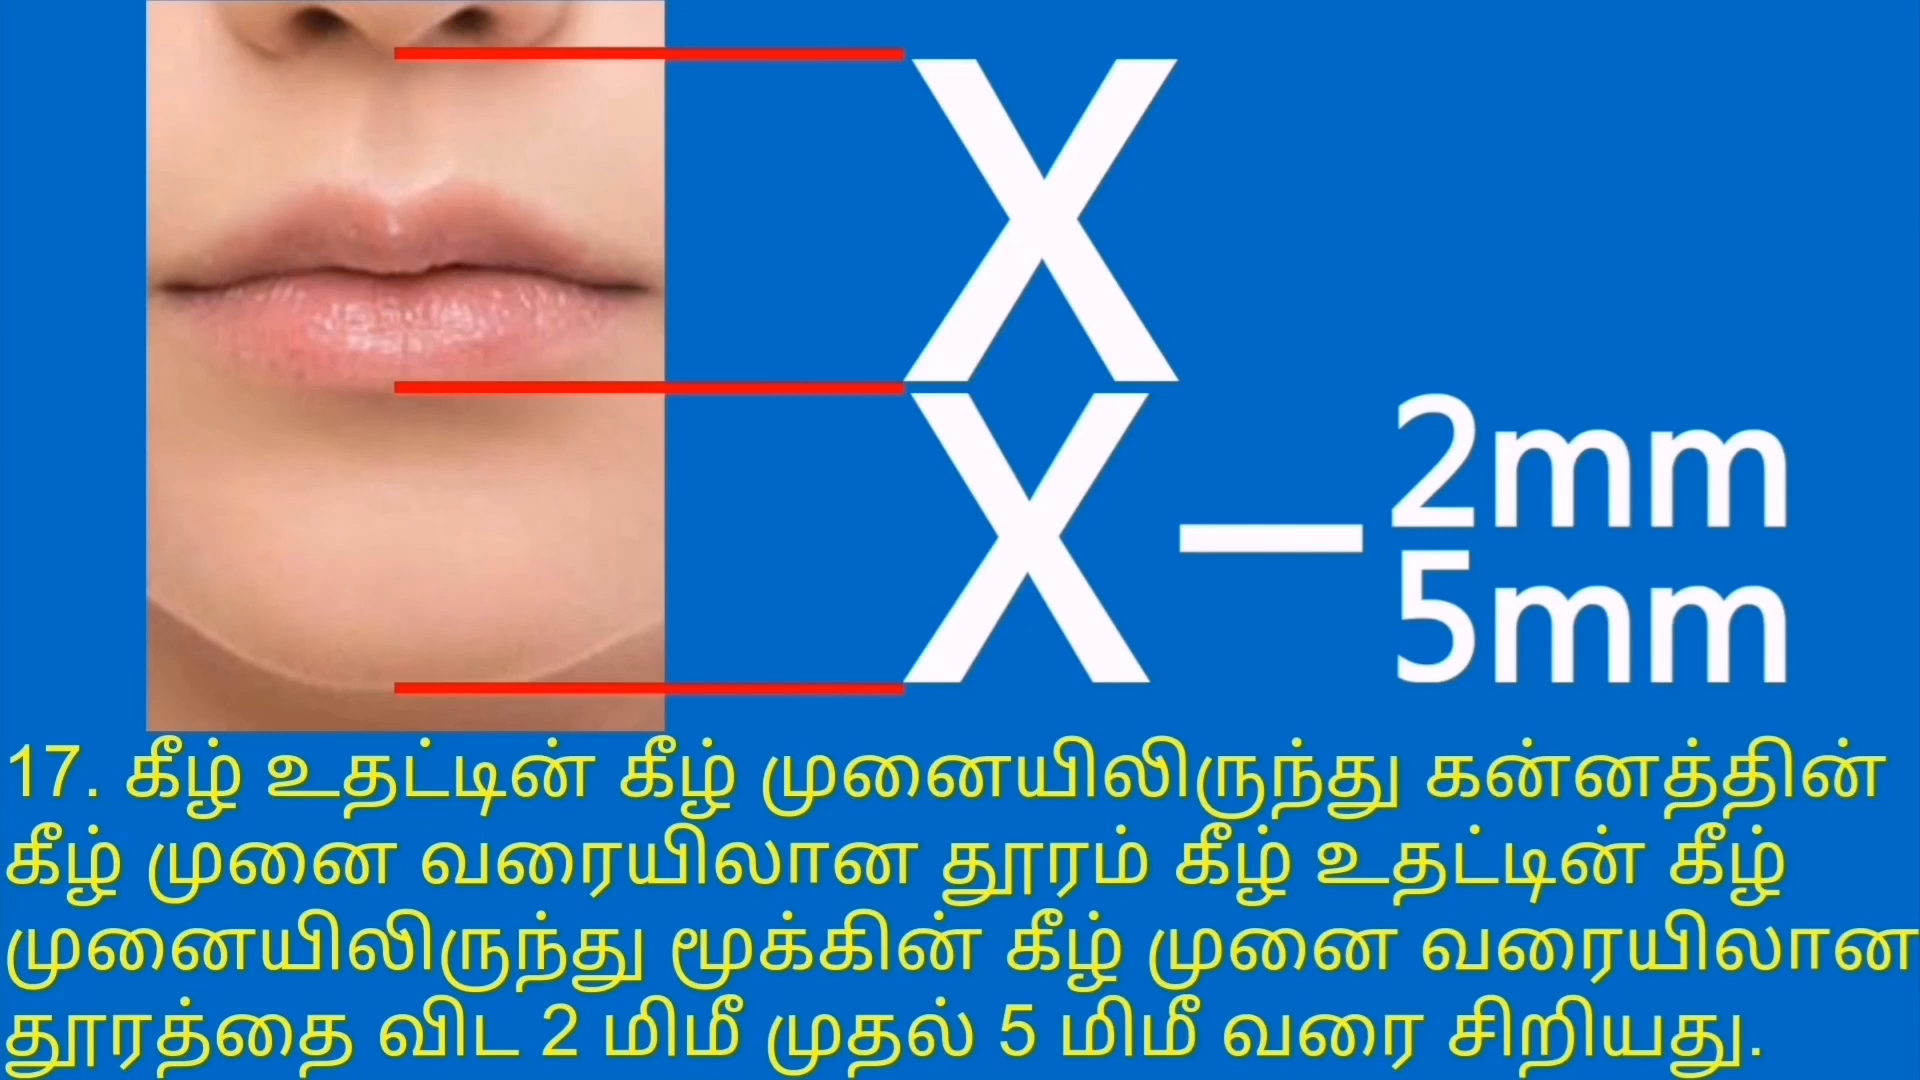 X
X – 2mm
5mm
17. கீழ் உதட்டின் கீழ் முனையிலிருந்து கன்னத்தின்
கீழ் முனை வரையிலான தூரம் கீழ் உதட்டின் கீழ்
முனையிலிருந்து மூக்கின் கீழ் முனை வரையிலான
தூரத்தை விட 2 மிமீ முதல் 5 மிமீ வரை சிறியது.